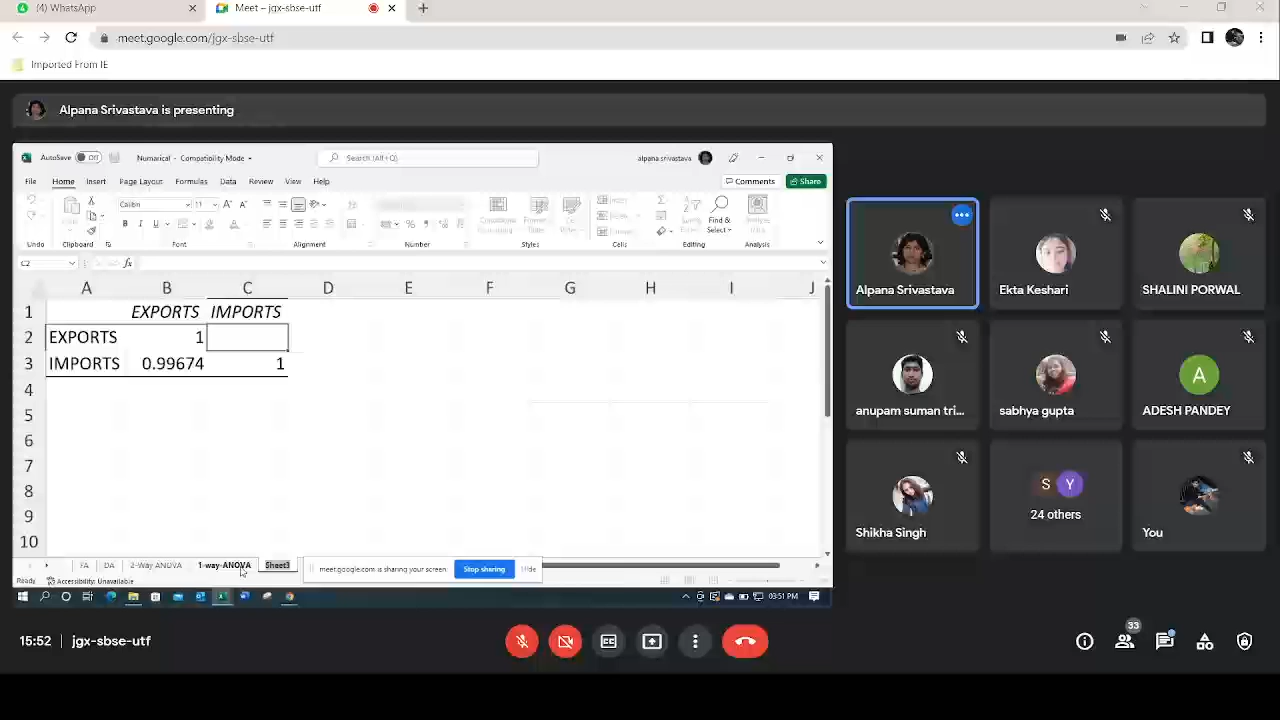 (4) WhatsApp
Meet – jgx-sbse-utf
meet.google.com/jgx-sbse-utf
Imported From IE
Alpana Srivastava is presenting
AutoSave Off
Numarical - Compatibility Mode
Search (Alt+Q)
alpana srivastava
File Home Insert Page Layout Formulas Data Review View Help
Comments Share
Calibri 11
Find & Select
Undo Clipboard Font Alignment Number Styles Cells Editing Analysis
C2 fx
A B C D E F G H I J
1 EXPORTS IMPORTS
2 EXPORTS 1
3 IMPORTS 0.99674 1
4
5
6
7
8
9
10
FA DA 2-Way ANOVA 1-way-ANOVA Sheet3
meet.google.com is sharing your screen. Stop sharing Hide
Ready Accessibility: Unavailable
03:51 PM
Alpana Srivastava
Ekta Keshari
SHALINI PORWAL
anupam suman tri...
sabhya gupta
A
ADESH PANDEY
Shikha Singh
S Y
24 others
You
15:52 | jgx-sbse-utf
33